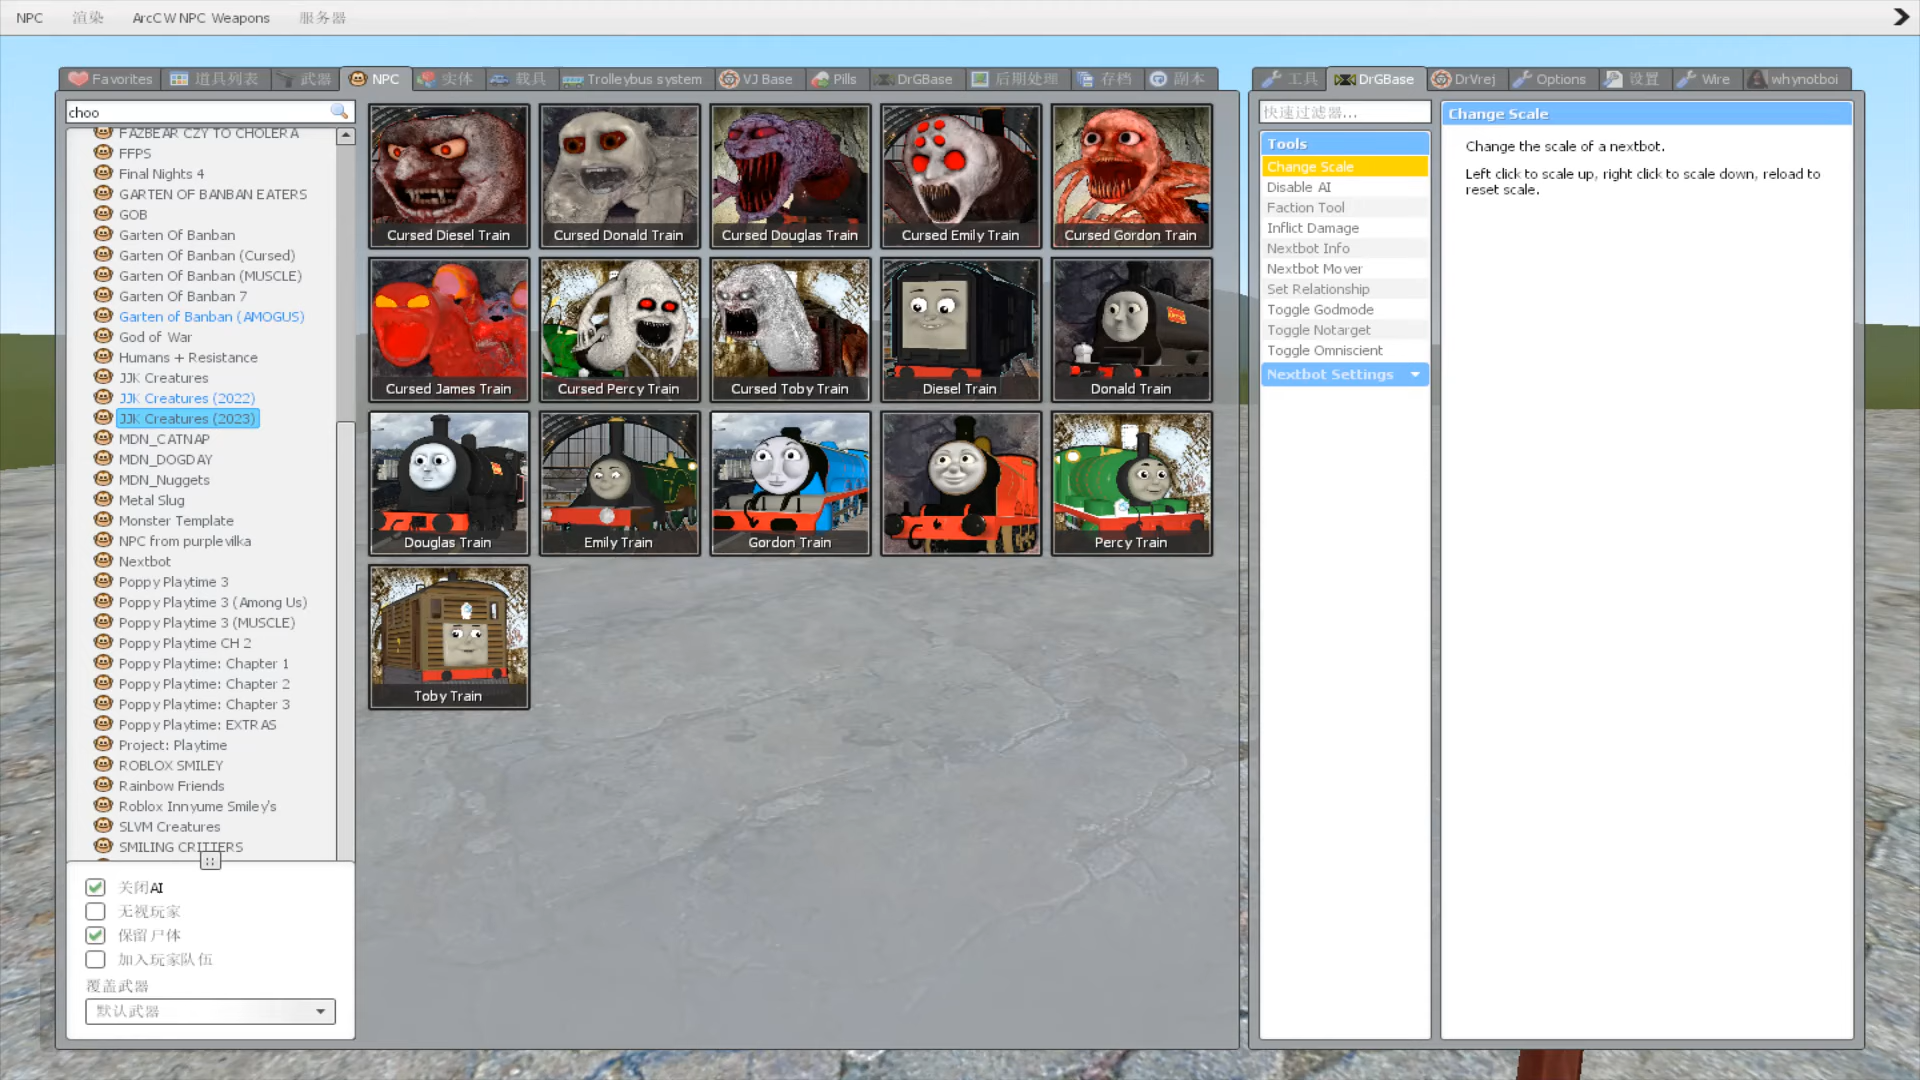 NPC
渲染
ArcCW NPC Weapons
服务器
Favorites
道具列表
武器
NPC
实体
载具
Trolleybus system
VJ Base
Pills
DrGBase
后期处理
存档
副本
工具
DrGBase
DrVrej
Options
设置
Wire
whynotboi
choo
FAZBEAR CZY TO CHOLERA
FFPS
Final Nights 4
GARTEN OF BANBAN EATERS
GOB
Garten Of Banban
Garten Of Banban (Cursed)
Garten Of Banban (MUSCLE)
Garten Of Banban 7
Garten of Banban (AMOGUS)
God of War
Humans + Resistance
JJK Creatures
JJK Creatures (2022)
JJK Creatures (2023)
MDN_CATNAP
MDN_DOGDAY
MDN_Nuggets
Metal Slug
Monster Template
NPC from purplevilka
Nextbot
Poppy Playtime 3
Poppy Playtime 3 (Among Us)
Poppy Playtime 3 (MUSCLE)
Poppy Playtime CH 2
Poppy Playtime: Chapter 1
Poppy Playtime: Chapter 2
Poppy Playtime: Chapter 3
Poppy Playtime: EXTRAS
Project: Playtime
ROBLOX SMILEY
Rainbow Friends
Roblox Innyume Smiley's
SLVM Creatures
SMILING CRITTERS
关闭AI
无视玩家
保留尸体
加入玩家队伍
覆盖武器
默认武器
Cursed Diesel Train
Cursed Donald Train
Cursed Douglas Train
Cursed Emily Train
Cursed Gordon Train
Cursed James Train
Cursed Percy Train
Cursed Toby Train
Diesel Train
Donald Train
Douglas Train
Emily Train
Gordon Train
Percy Train
Toby Train
快速过滤器...
Tools
Change Scale
Disable AI
Faction Tool
Inflict Damage
Nextbot Info
Nextbot Mover
Set Relationship
Toggle Godmode
Toggle Notarget
Toggle Omniscient
Nextbot Settings
Change Scale
Change the scale of a nextbot.
Left click to scale up, right click to scale down, reload to
reset scale.